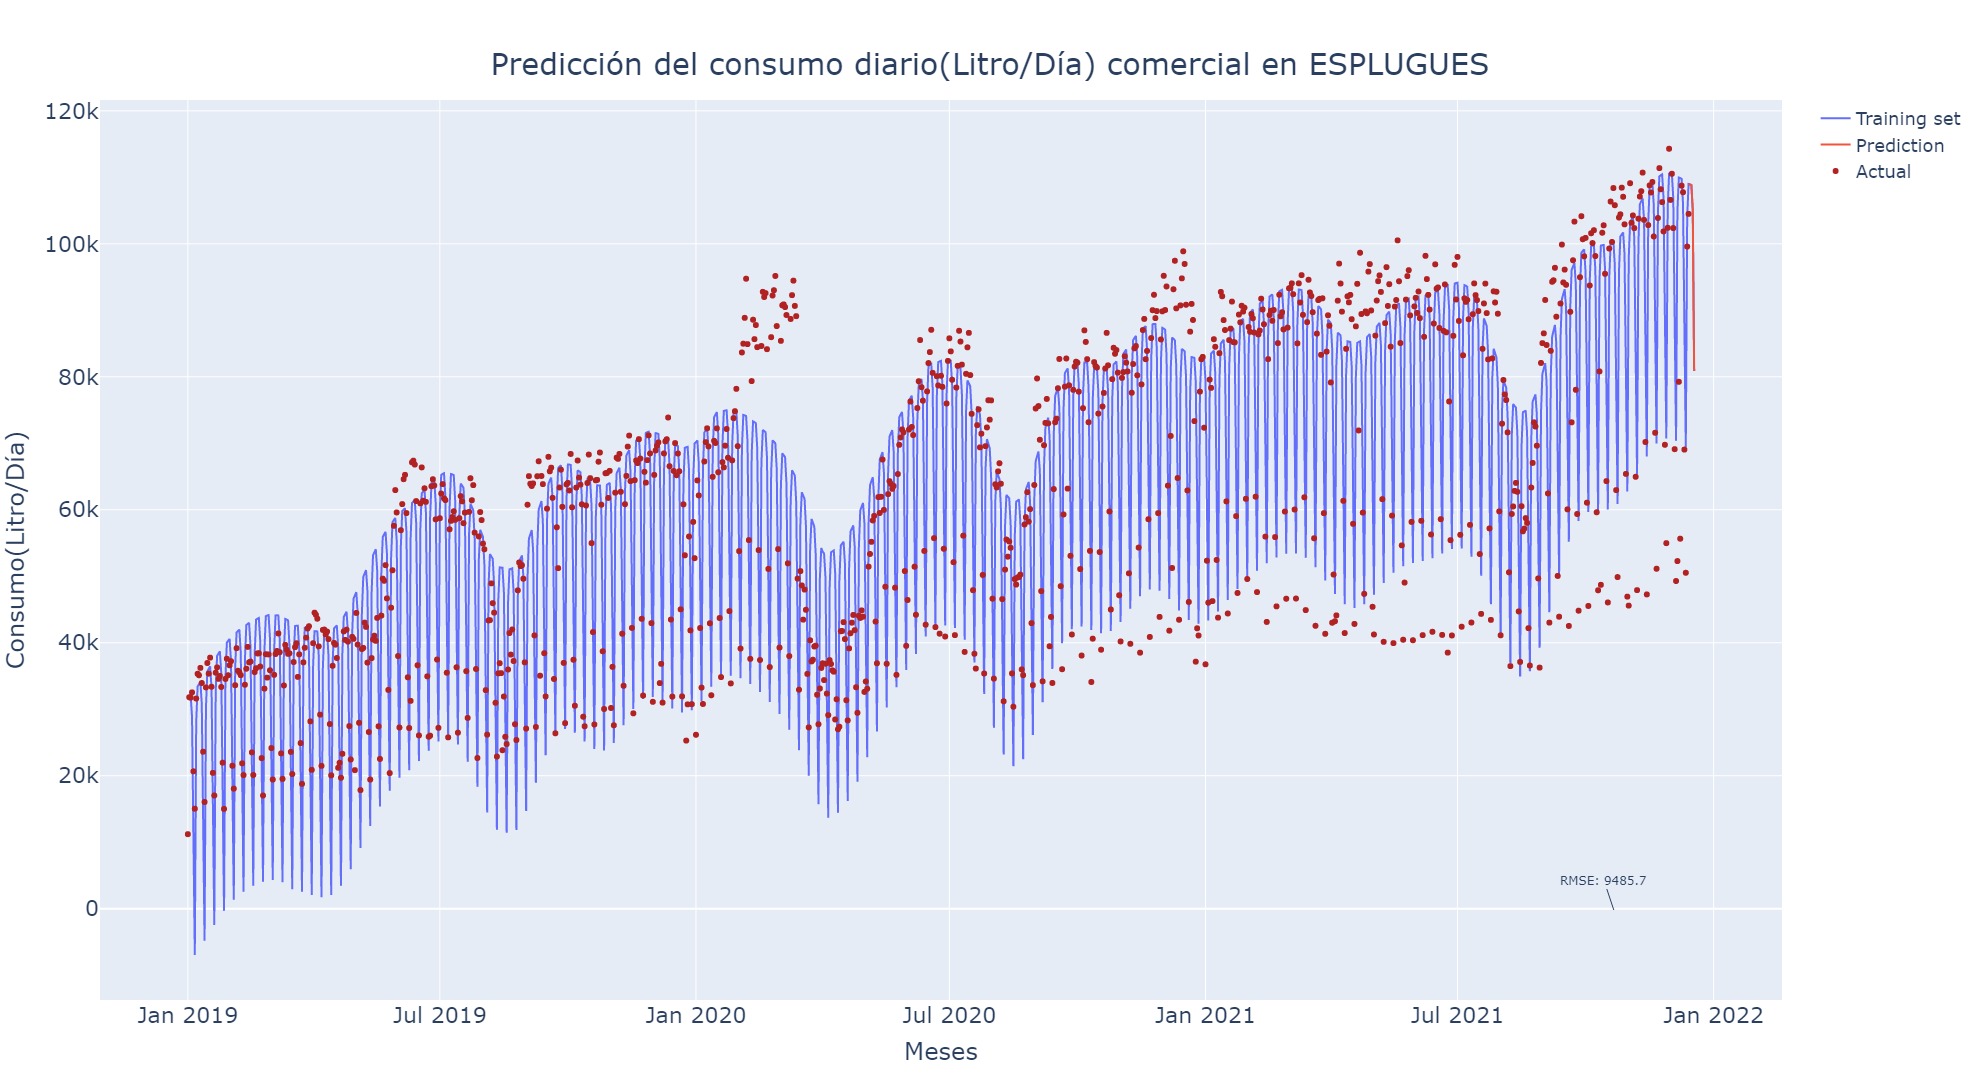 Predicción del consumo diario(Litro/Día) comercial en ESPLUGUES
120k
100k
80k
60k
40k
20k
0
Consumo(Litro/Día)
Training set
Prediction
Actual
RMSE: 9485.7
Jan 2019
Jul 2019
Jan 2020
Jul 2020
Jan 2021
Jul 2021
Jan 2022
Meses